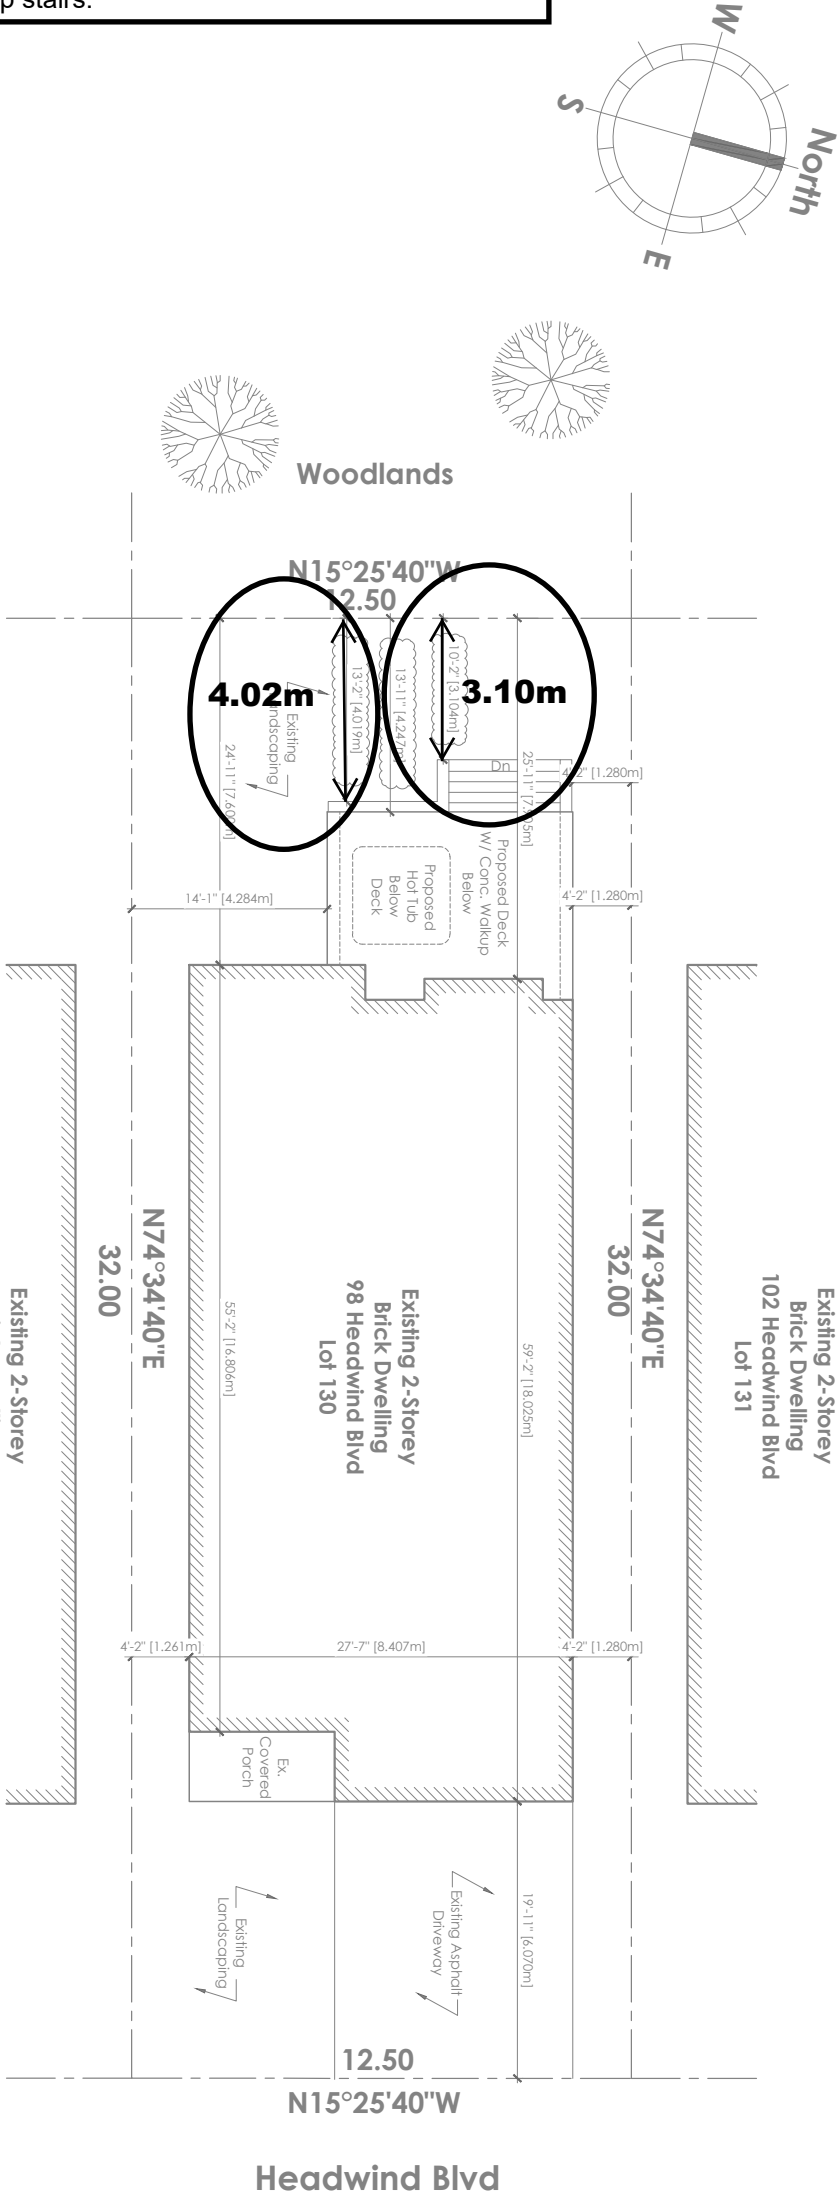 p stairs.
W
S
North
E
Woodlands
N15°25'40"W
12.50
4.02m
3.10m
13'-2" [4.019m]
13'-11" [4.247m]
10'-2" [3.104m]
Existing
ndscaping
24'-11" [7.60
25'-11" [7.
05m]
Dn
4'-2" [1.280m]
Proposed Deck
W/ Conc. Walkup
Below
Proposed
Hot Tub
Below
Deck
14'-1" [4.284m]
4'-2" [1.280m]
N74°34'40"E
32.00
N74°34'40"E
32.00
Existing 2-Storey
Existing 2-Storey
Brick Dwelling
98 Headwind Blvd
Lot 130
Existing 2-Storey
Brick Dwelling
102 Headwind Blvd
Lot 131
55'-2" [16.806m]
59'-2" [18.025m]
4'-2" [1.261m]
27'-7" [8.407m]
4'-2" [1.280m]
Ex.
Covered
Porch
Existing
Landscaping
Existing Asphalt
Driveway
19'-11" [6.070m]
12.50
N15°25'40"W
Headwind Blvd